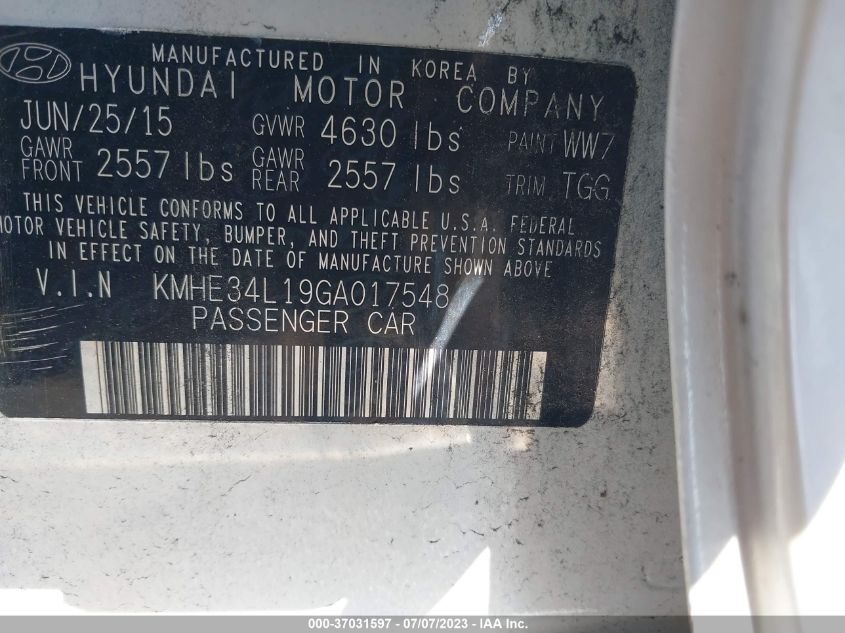 MANUFACTURED IN KOREA BY
HYUNDAI MOTOR COMPANY
JUN/25/15 GVWR 4630 lbs PAINT WW7
GAWR FRONT 2557 lbs GAWR REAR 2557 lbs TRIM TGG
THIS VEHICLE CONFORMS TO ALL APPLICABLE U.S.A. FEDERAL
MOTOR VEHICLE SAFETY, BUMPER, AND THEFT PREVENTION STANDARDS
IN EFFECT ON THE DATE OF MANUFACTURE SHOWN ABOVE
V.I.N KMHE34L19GA017548
PASSENGER CAR
000-37031597 - 07/07/2023 - © IAA Inc.